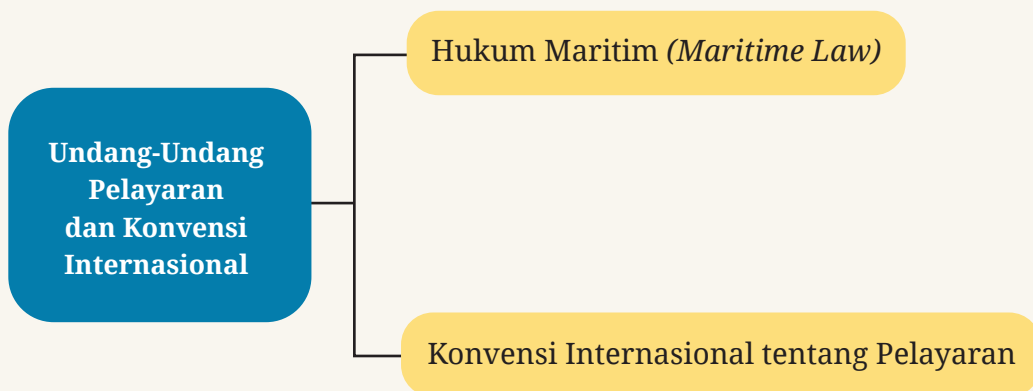 Undang-Undang
Pelayaran
dan Konvensi
Internasional
Hukum Maritim (Maritime Law)
Konvensi Internasional tentang Pelayaran